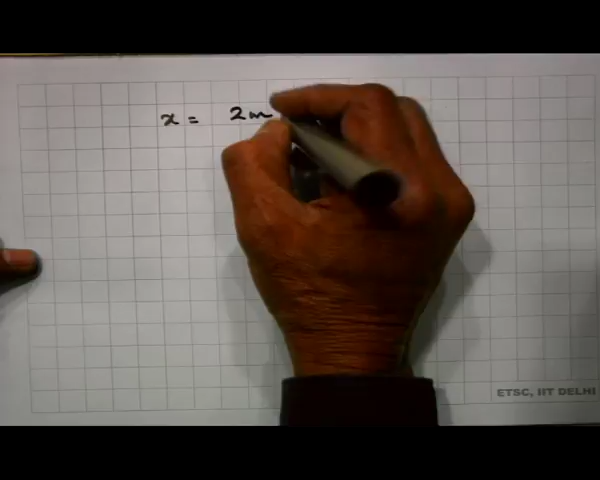 x = 2m
ETSC, IIT DELHI